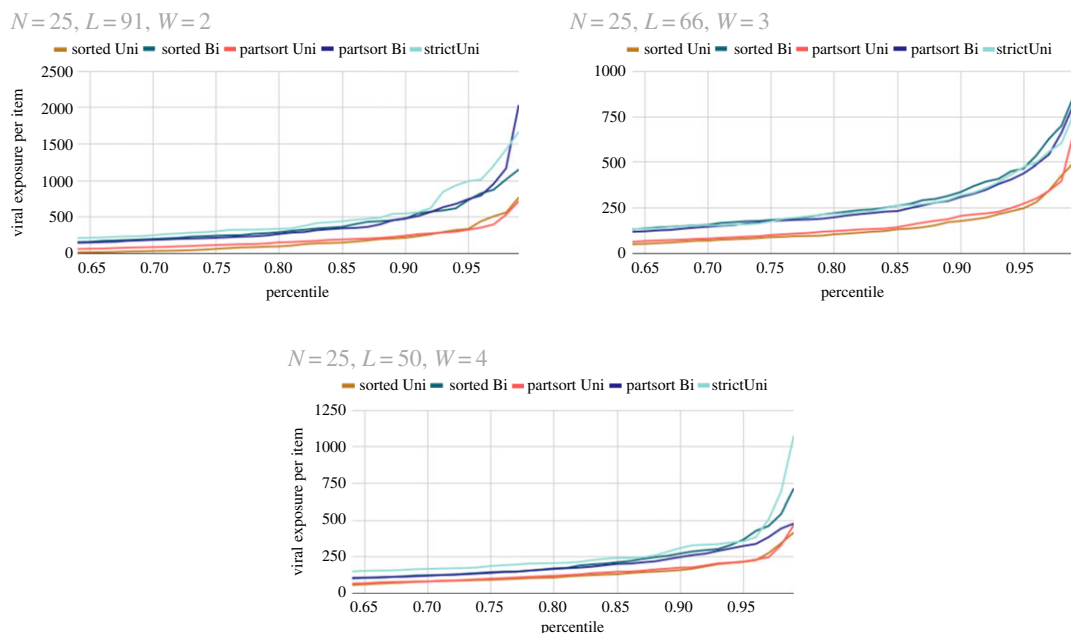 N = 25, L = 91, W = 2
sorted Uni sorted Bi partsort Uni partsort Bi strictUni
viral exposure per item
2500
2000
1500
1000
500
0
0.65 0.70 0.75 0.80 0.85 0.90 0.95
percentile
N = 25, L = 66, W = 3
sorted Uni sorted Bi partsort Uni partsort Bi strictUni
1000
750
500
250
0
0.65 0.70 0.75 0.80 0.85 0.90 0.95
percentile
N = 25, L = 50, W = 4
sorted Uni sorted Bi partsort Uni partsort Bi strictUni
viral exposure per item
1250
1000
750
500
250
0
0.65 0.70 0.75 0.80 0.85 0.90 0.95
percentile